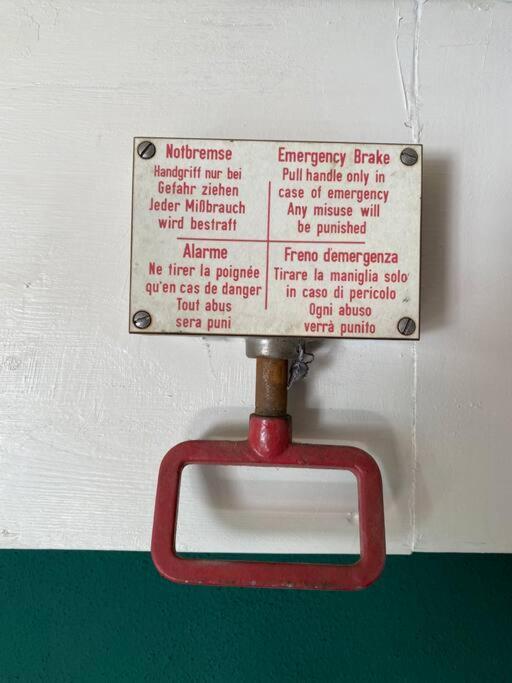 Notbremse
Handgriff nur bei
Gefahr ziehen
Jeder Mißbrauch
wird bestraft
Emergency Brake
Pull handle only in
case of emergency
Any misuse will
be punished
Alarme
Ne tirer la poignée
qu'en cas de danger
Tout abus
sera puni
Freno d'emergenza
Tirare la maniglia solo
in caso di pericolo
Ogni abuso
verrà punito